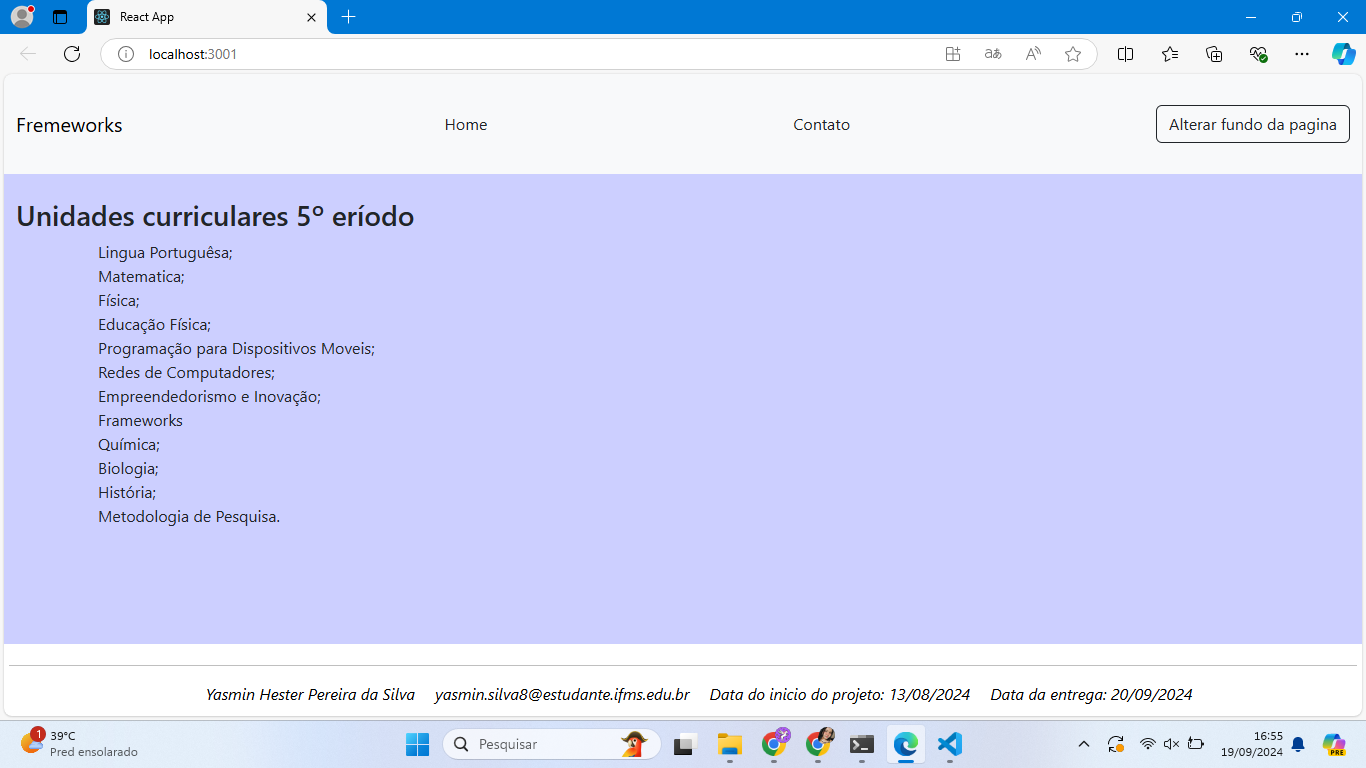 React App
localhost:3001
Fremeworks Home Contato Alterar fundo da pagina
Unidades curriculares 5º eríodo
Lingua Portuguêsa;
Matematica;
Física;
Educação Física;
Programação para Dispositivos Moveis;
Redes de Computadores;
Empreendedorismo e Inovação;
Frameworks
Química;
Biologia;
História;
Metodologia de Pesquisa.
Yasmin Hester Pereira da Silva yasmin.silva8@estudante.ifms.edu.br Data do inicio do projeto: 13/08/2024 Data da entrega: 20/09/2024
1
39°C
Pred ensolarado
Pesquisar
16:55
19/09/2024
PRE